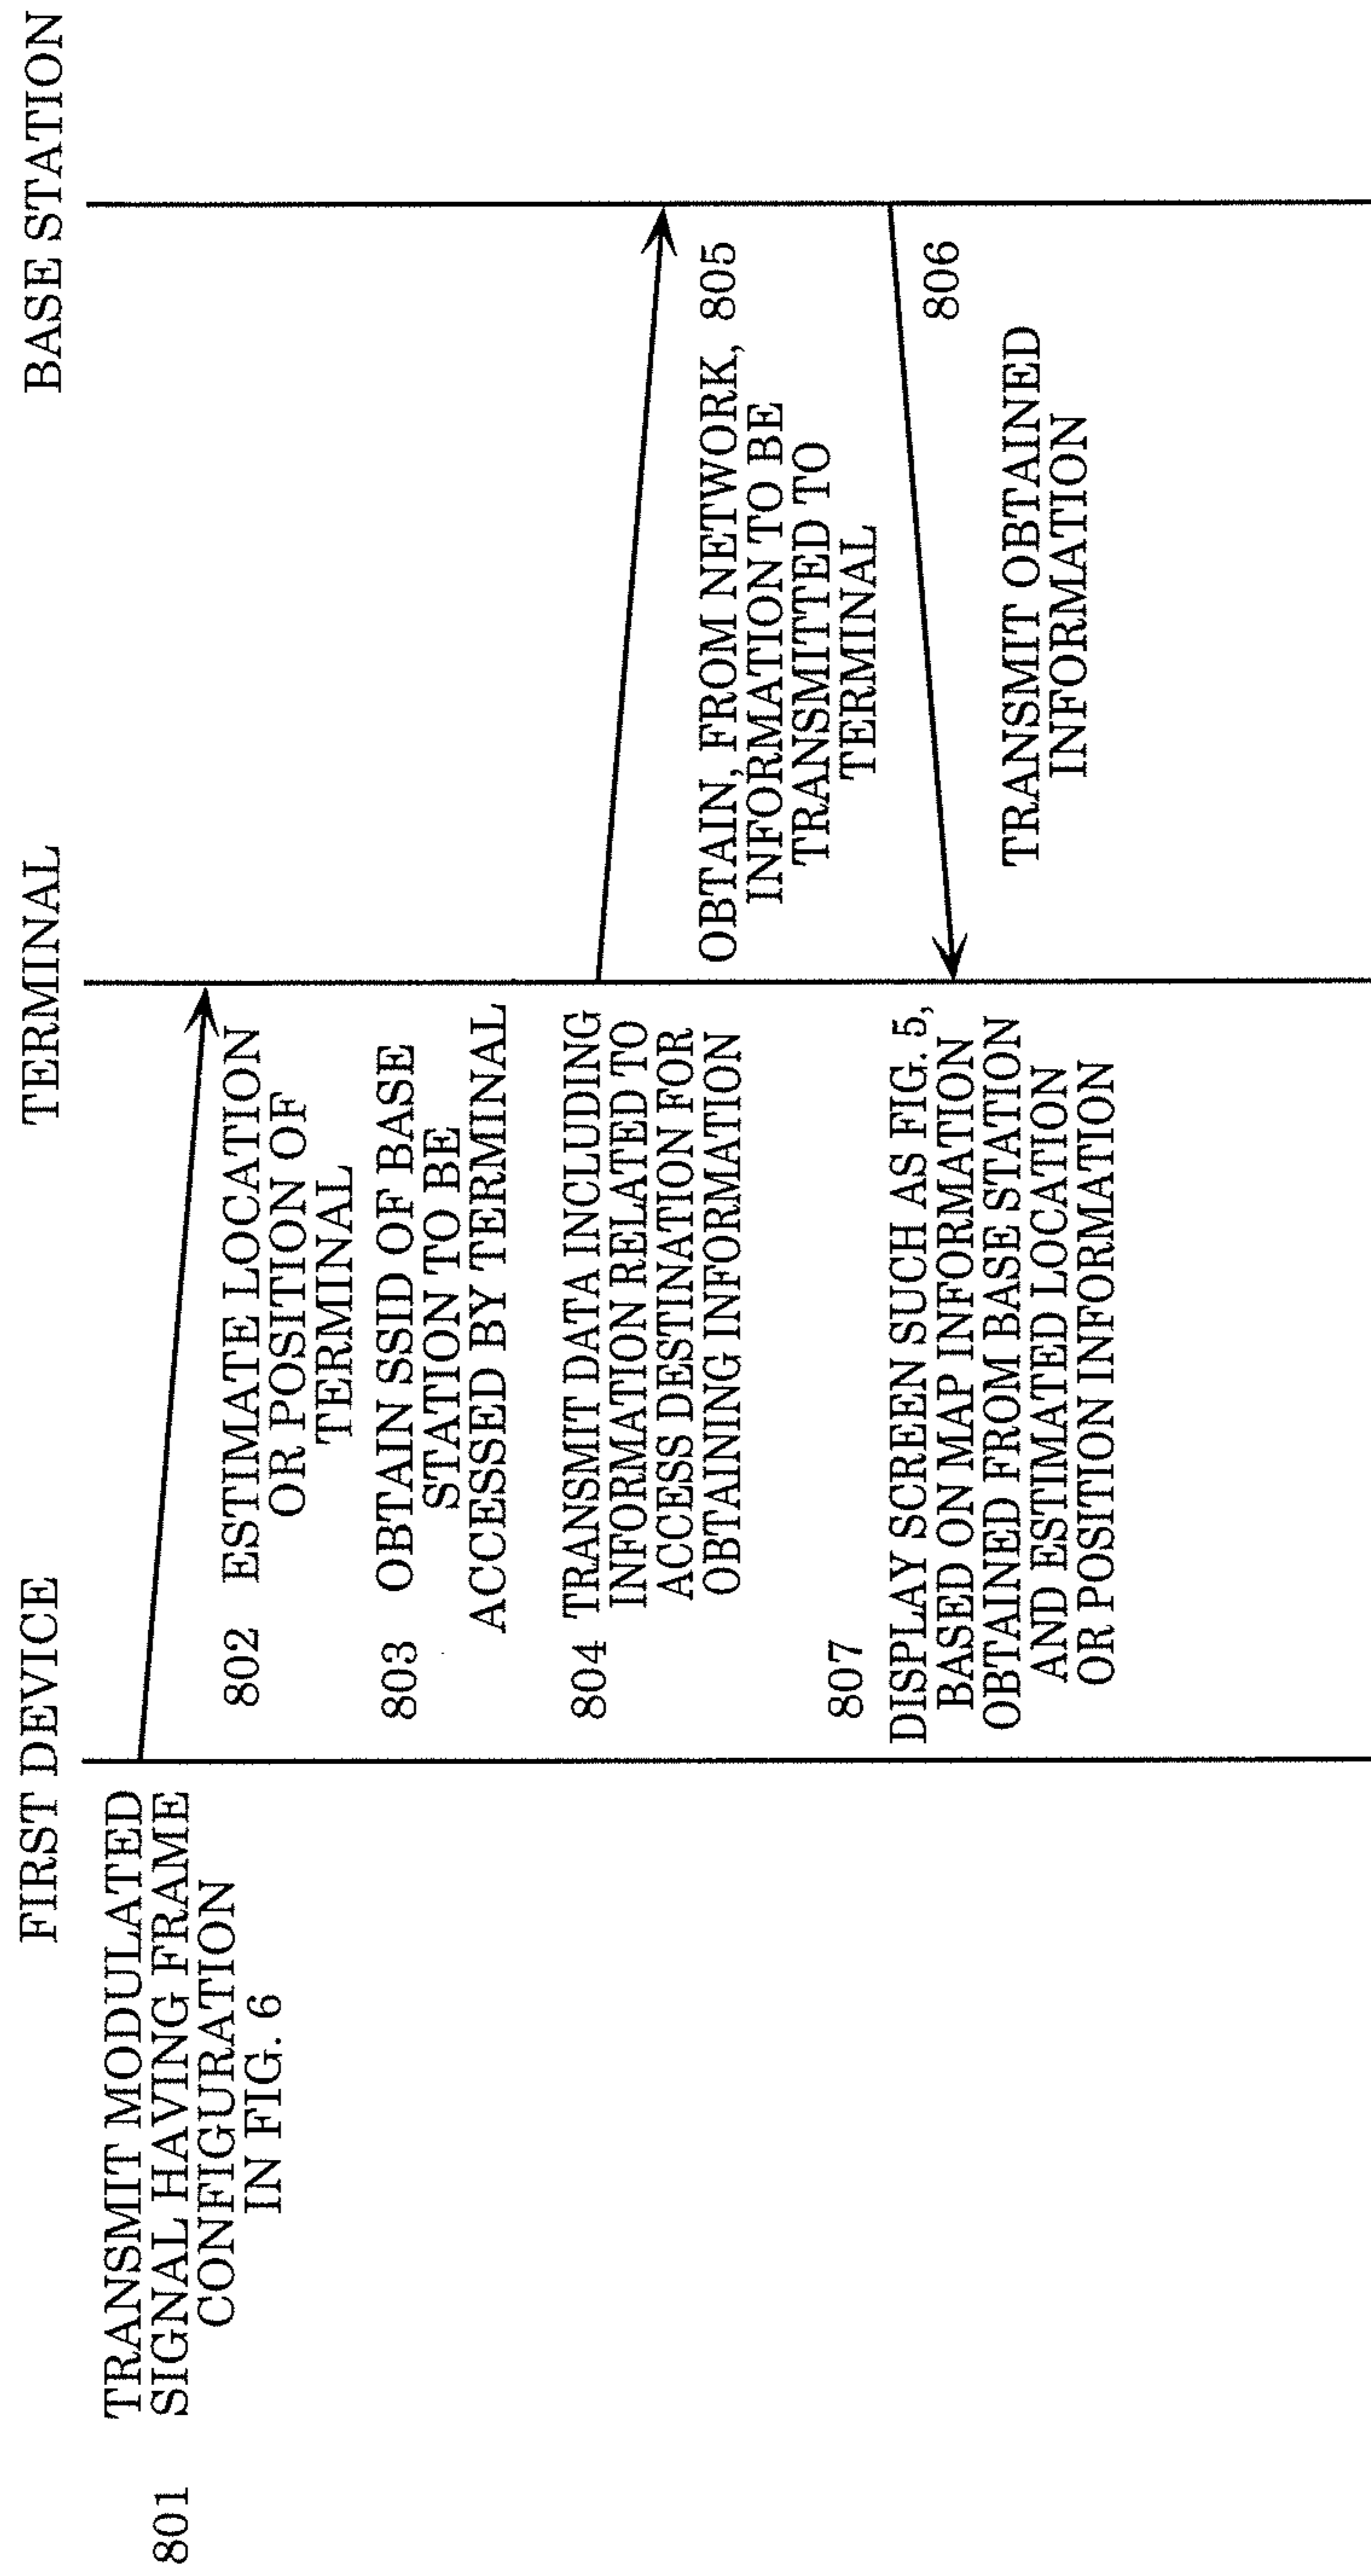 FIRST DEVICE
TERMINAL
BASE STATION
801
TRANSMIT MODULATED
SIGNAL HAVING FRAME
CONFIGURATION
IN FIG. 6
802
ESTIMATE LOCATION
OR POSITION OF
TERMINAL
803
OBTAIN SSID OF BASE
STATION TO BE
ACCESSED BY TERMINAL
804
TRANSMIT DATA INCLUDING
INFORMATION RELATED TO
ACCESS DESTINATION FOR
OBTAINING INFORMATION
OBTAIN, FROM NETWORK,
INFORMATION TO BE
TRANSMITTED TO
TERMINAL
805
806
TRANSMIT OBTAINED
INFORMATION
807
DISPLAY SCREEN SUCH AS FIG. 5,
BASED ON MAP INFORMATION
OBTAINED FROM BASE STATION
AND ESTIMATED LOCATION
OR POSITION INFORMATION